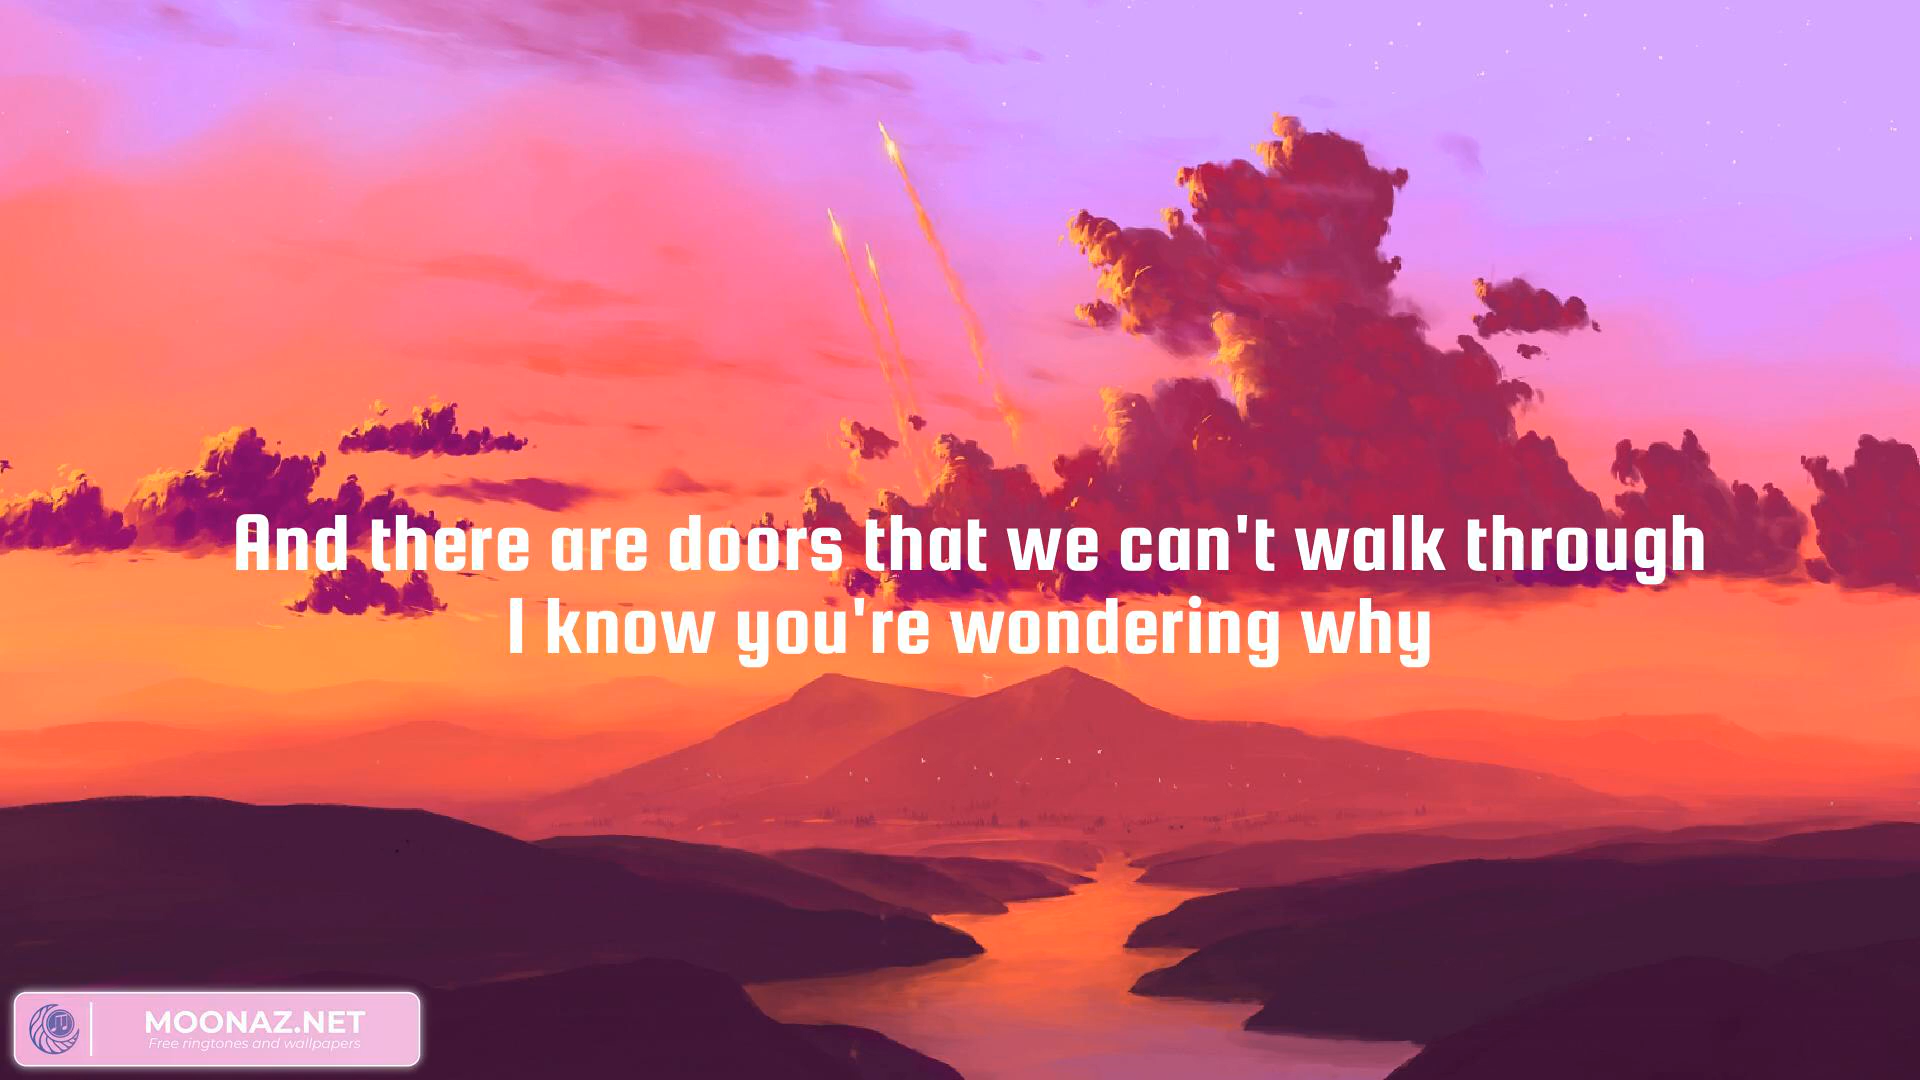 And there are doors that we can't walk through
I know you're wondering why
MOONAZ.NET
Free ringtones and wallpapers